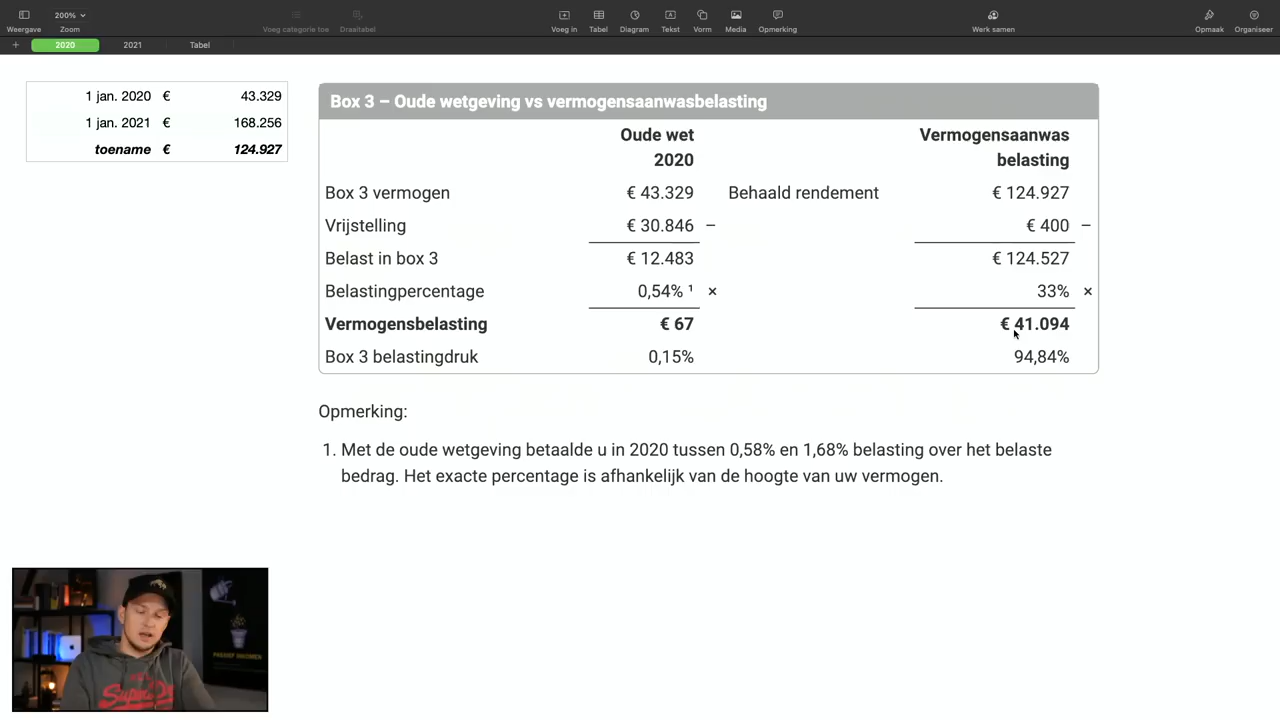 200%
Weergave
Zoom
Voeg categorie toe
Draaitabel
Voeg in
Tabel
Diagram
Tekst
Vorm
Media
Opmerking
Werk samen
Opmaak
Organiseer
+
2020
2021
Tabel
1 jan. 2020 € 43.329
1 jan. 2021 € 168.256
toename € 124.927
Box 3 – Oude wetgeving vs vermogensaanwasbelasting
Oude wet
2020
Vermogensaanwas
belasting
Box 3 vermogen € 43.329 Behaald rendement € 124.927
Vrijstelling € 30.846 – € 400 –
Belast in box 3 € 12.483 € 124.527
Belastingpercentage 0,54% ¹ × 33% ×
Vermogensbelasting € 67 € 41.094
Box 3 belastingdruk 0,15% 94,84%
Opmerking:
1. Met de oude wetgeving betaalde u in 2020 tussen 0,58% en 1,68% belasting over het belaste
bedrag. Het exacte percentage is afhankelijk van de hoogte van uw vermogen.
PASSIEF INKOMEN